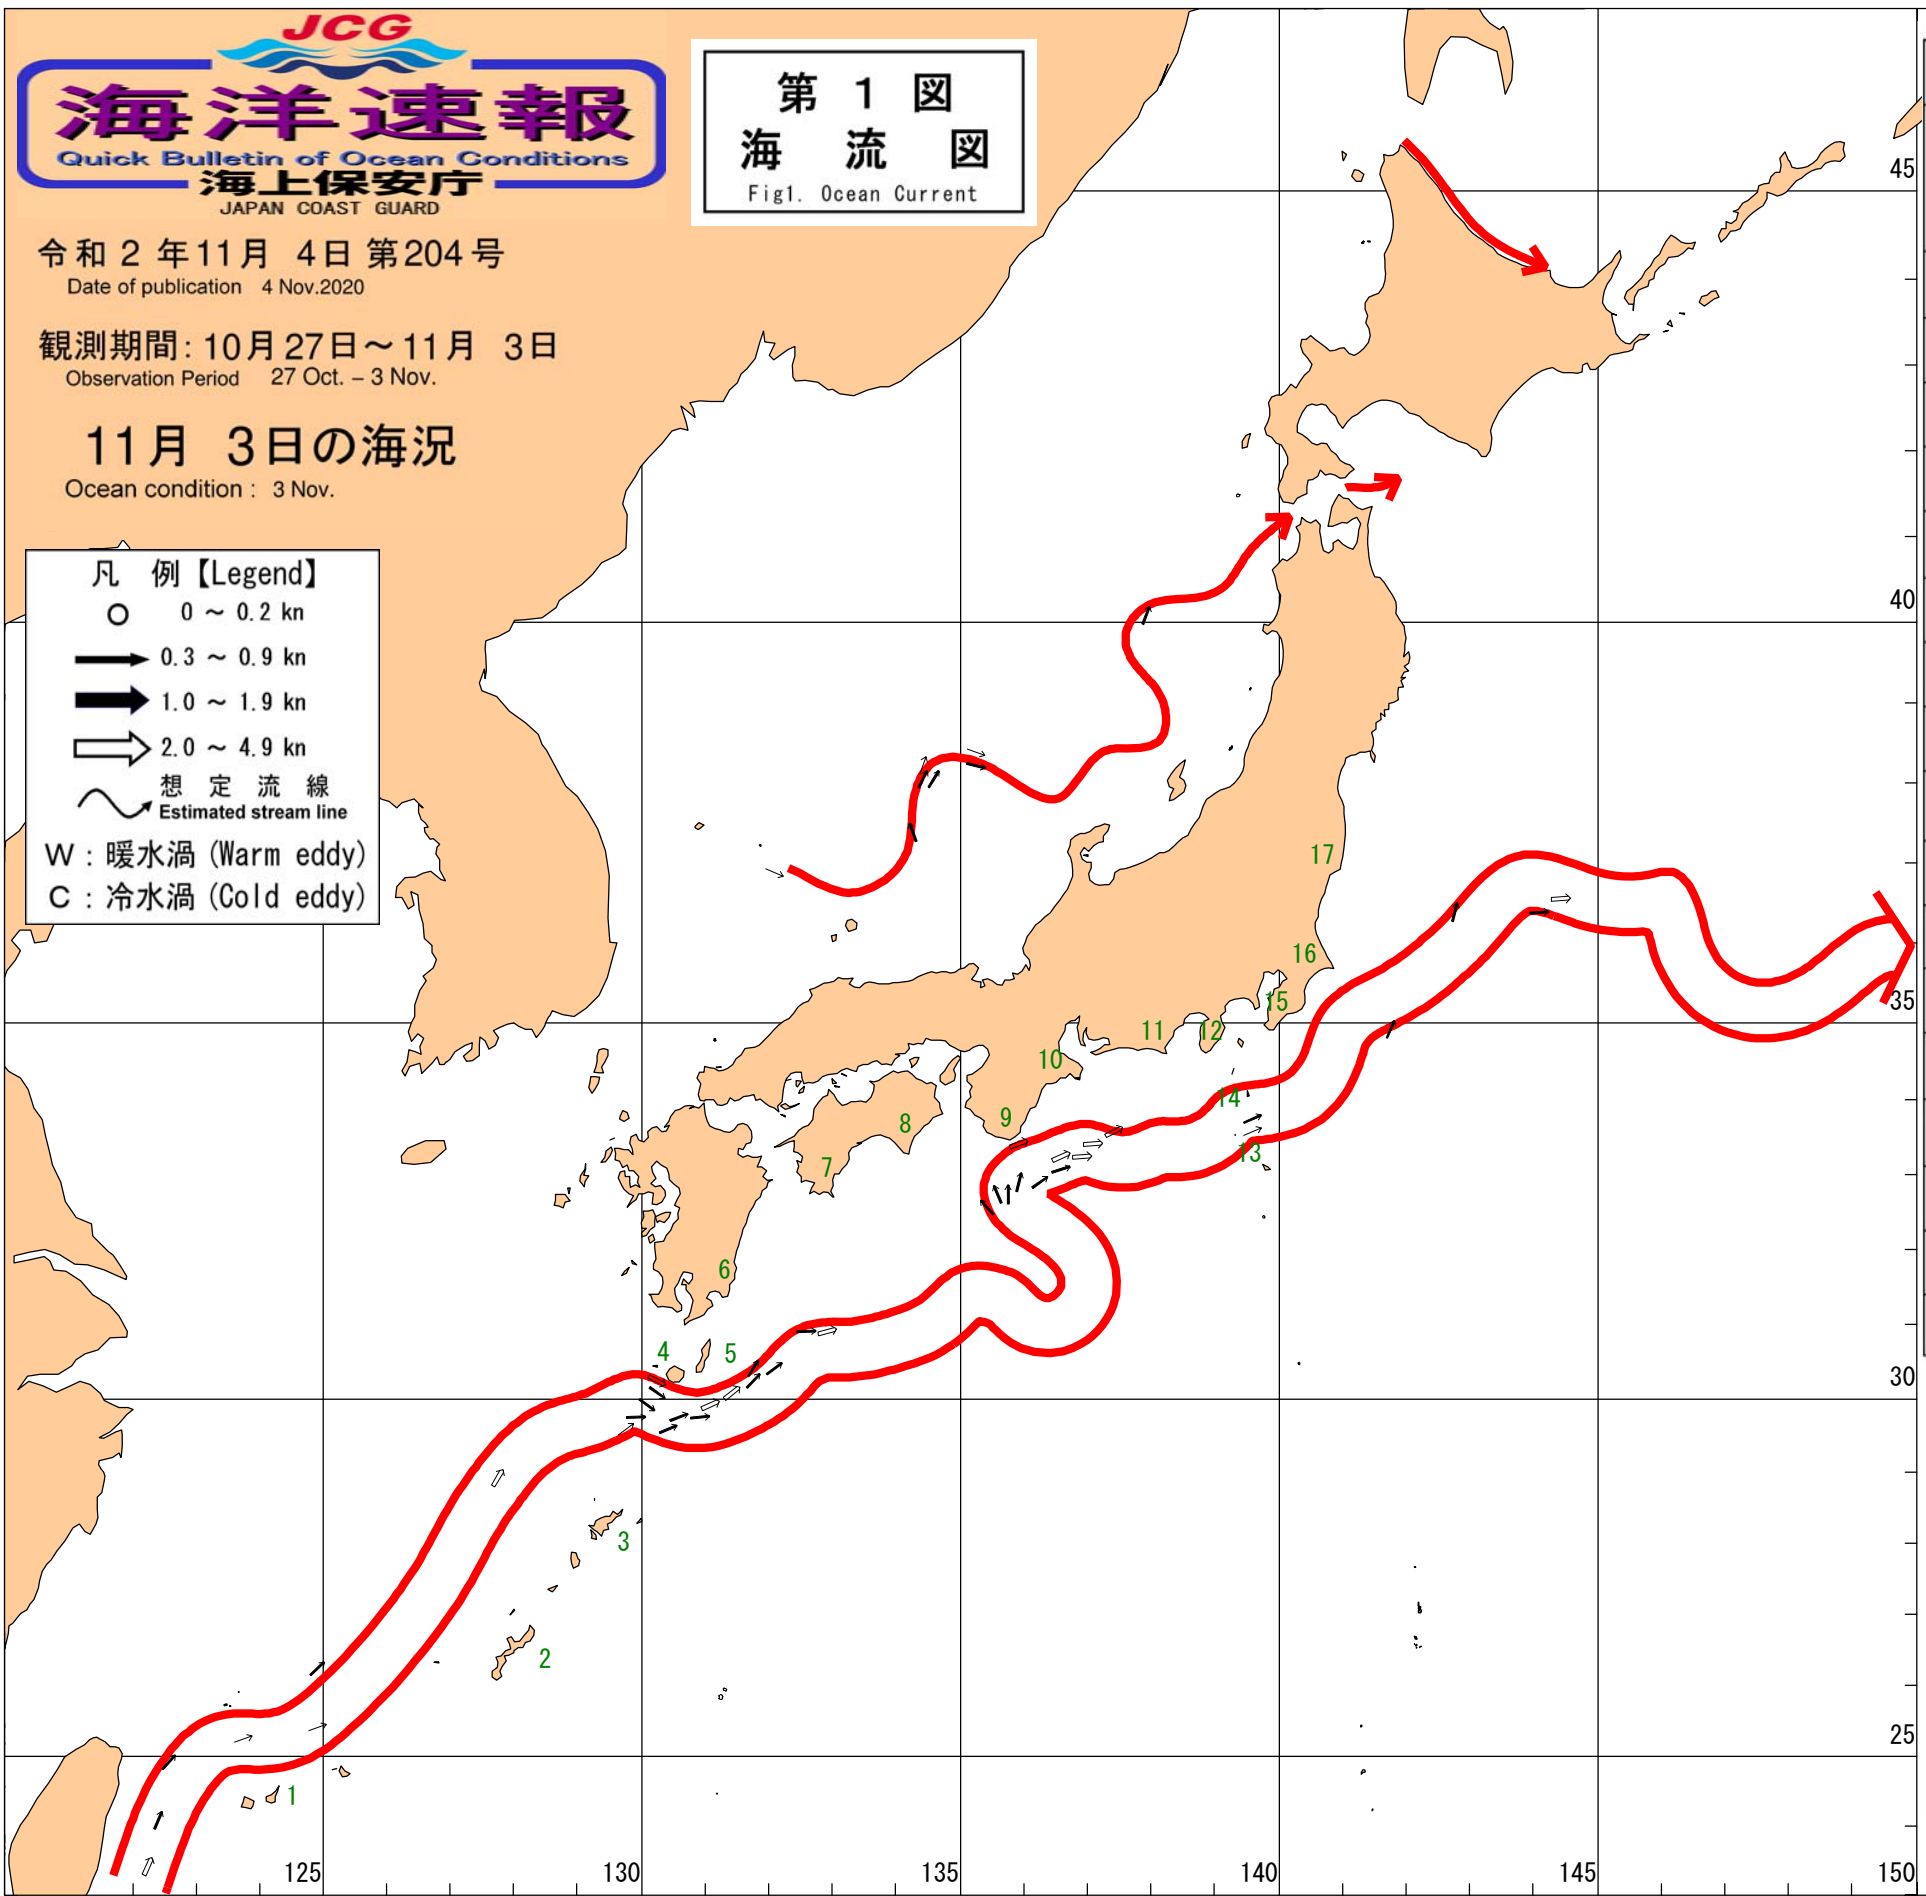 JCG
海洋速報
Quick Bulletin of Ocean Conditions
海上保安庁
JAPAN COAST GUARD
第 1 図
海 流 図
Fig1. Ocean Current
令和 2 年11月 4日 第204号
Date of publication 4 Nov.2020
観測期間: 10月27日～11月 3日
Observation Period 27 Oct. – 3 Nov.
11月 3日の海況
Ocean condition : 3 Nov.
凡 例【Legend】
0 ～ 0.2 kn
0.3 ～ 0.9 kn
1.0 ～ 1.9 kn
2.0 ～ 4.9 kn
想 定 流 線
Estimated stream line
W : 暖水渦 (Warm eddy)
C : 冷水渦 (Cold eddy)
45
40
17
16
35
15
11
12
10
14
8
9
13
7
6
4
5
30
3
2
25
1
125
130
135
140
145
150